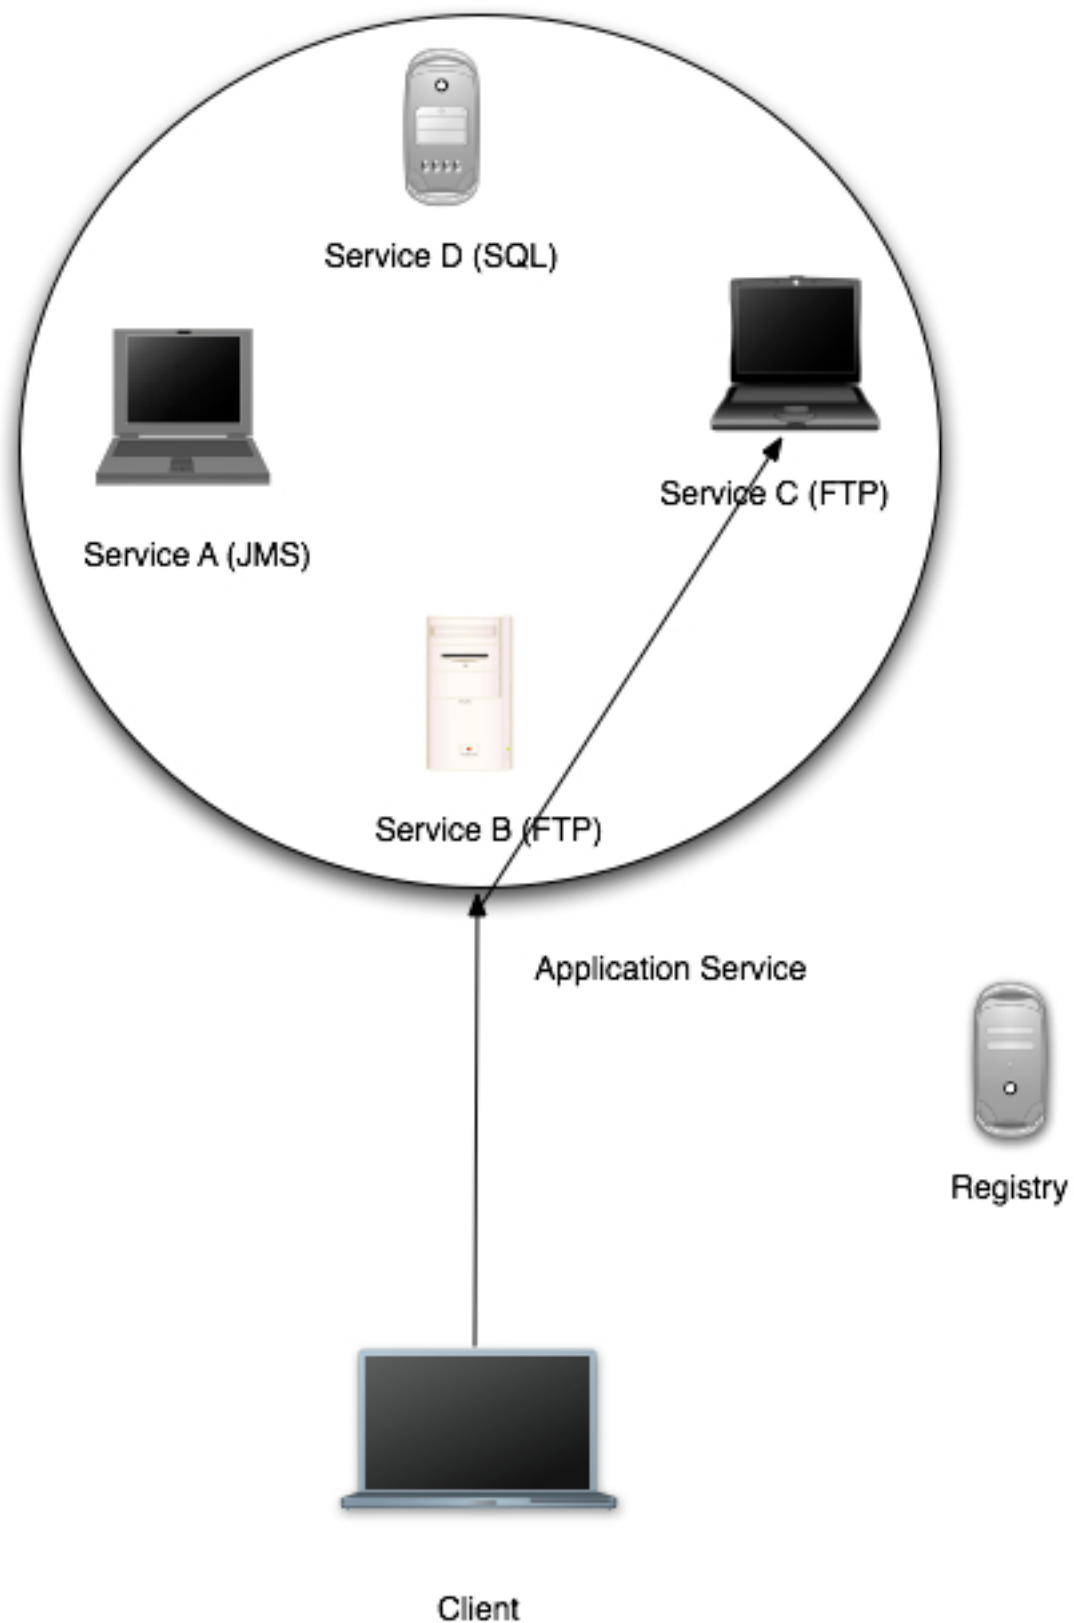 Service D (SQL)
Service C (FTP)
Service A (JMS)
Service B (FTP)
Application Service
Registry
Client